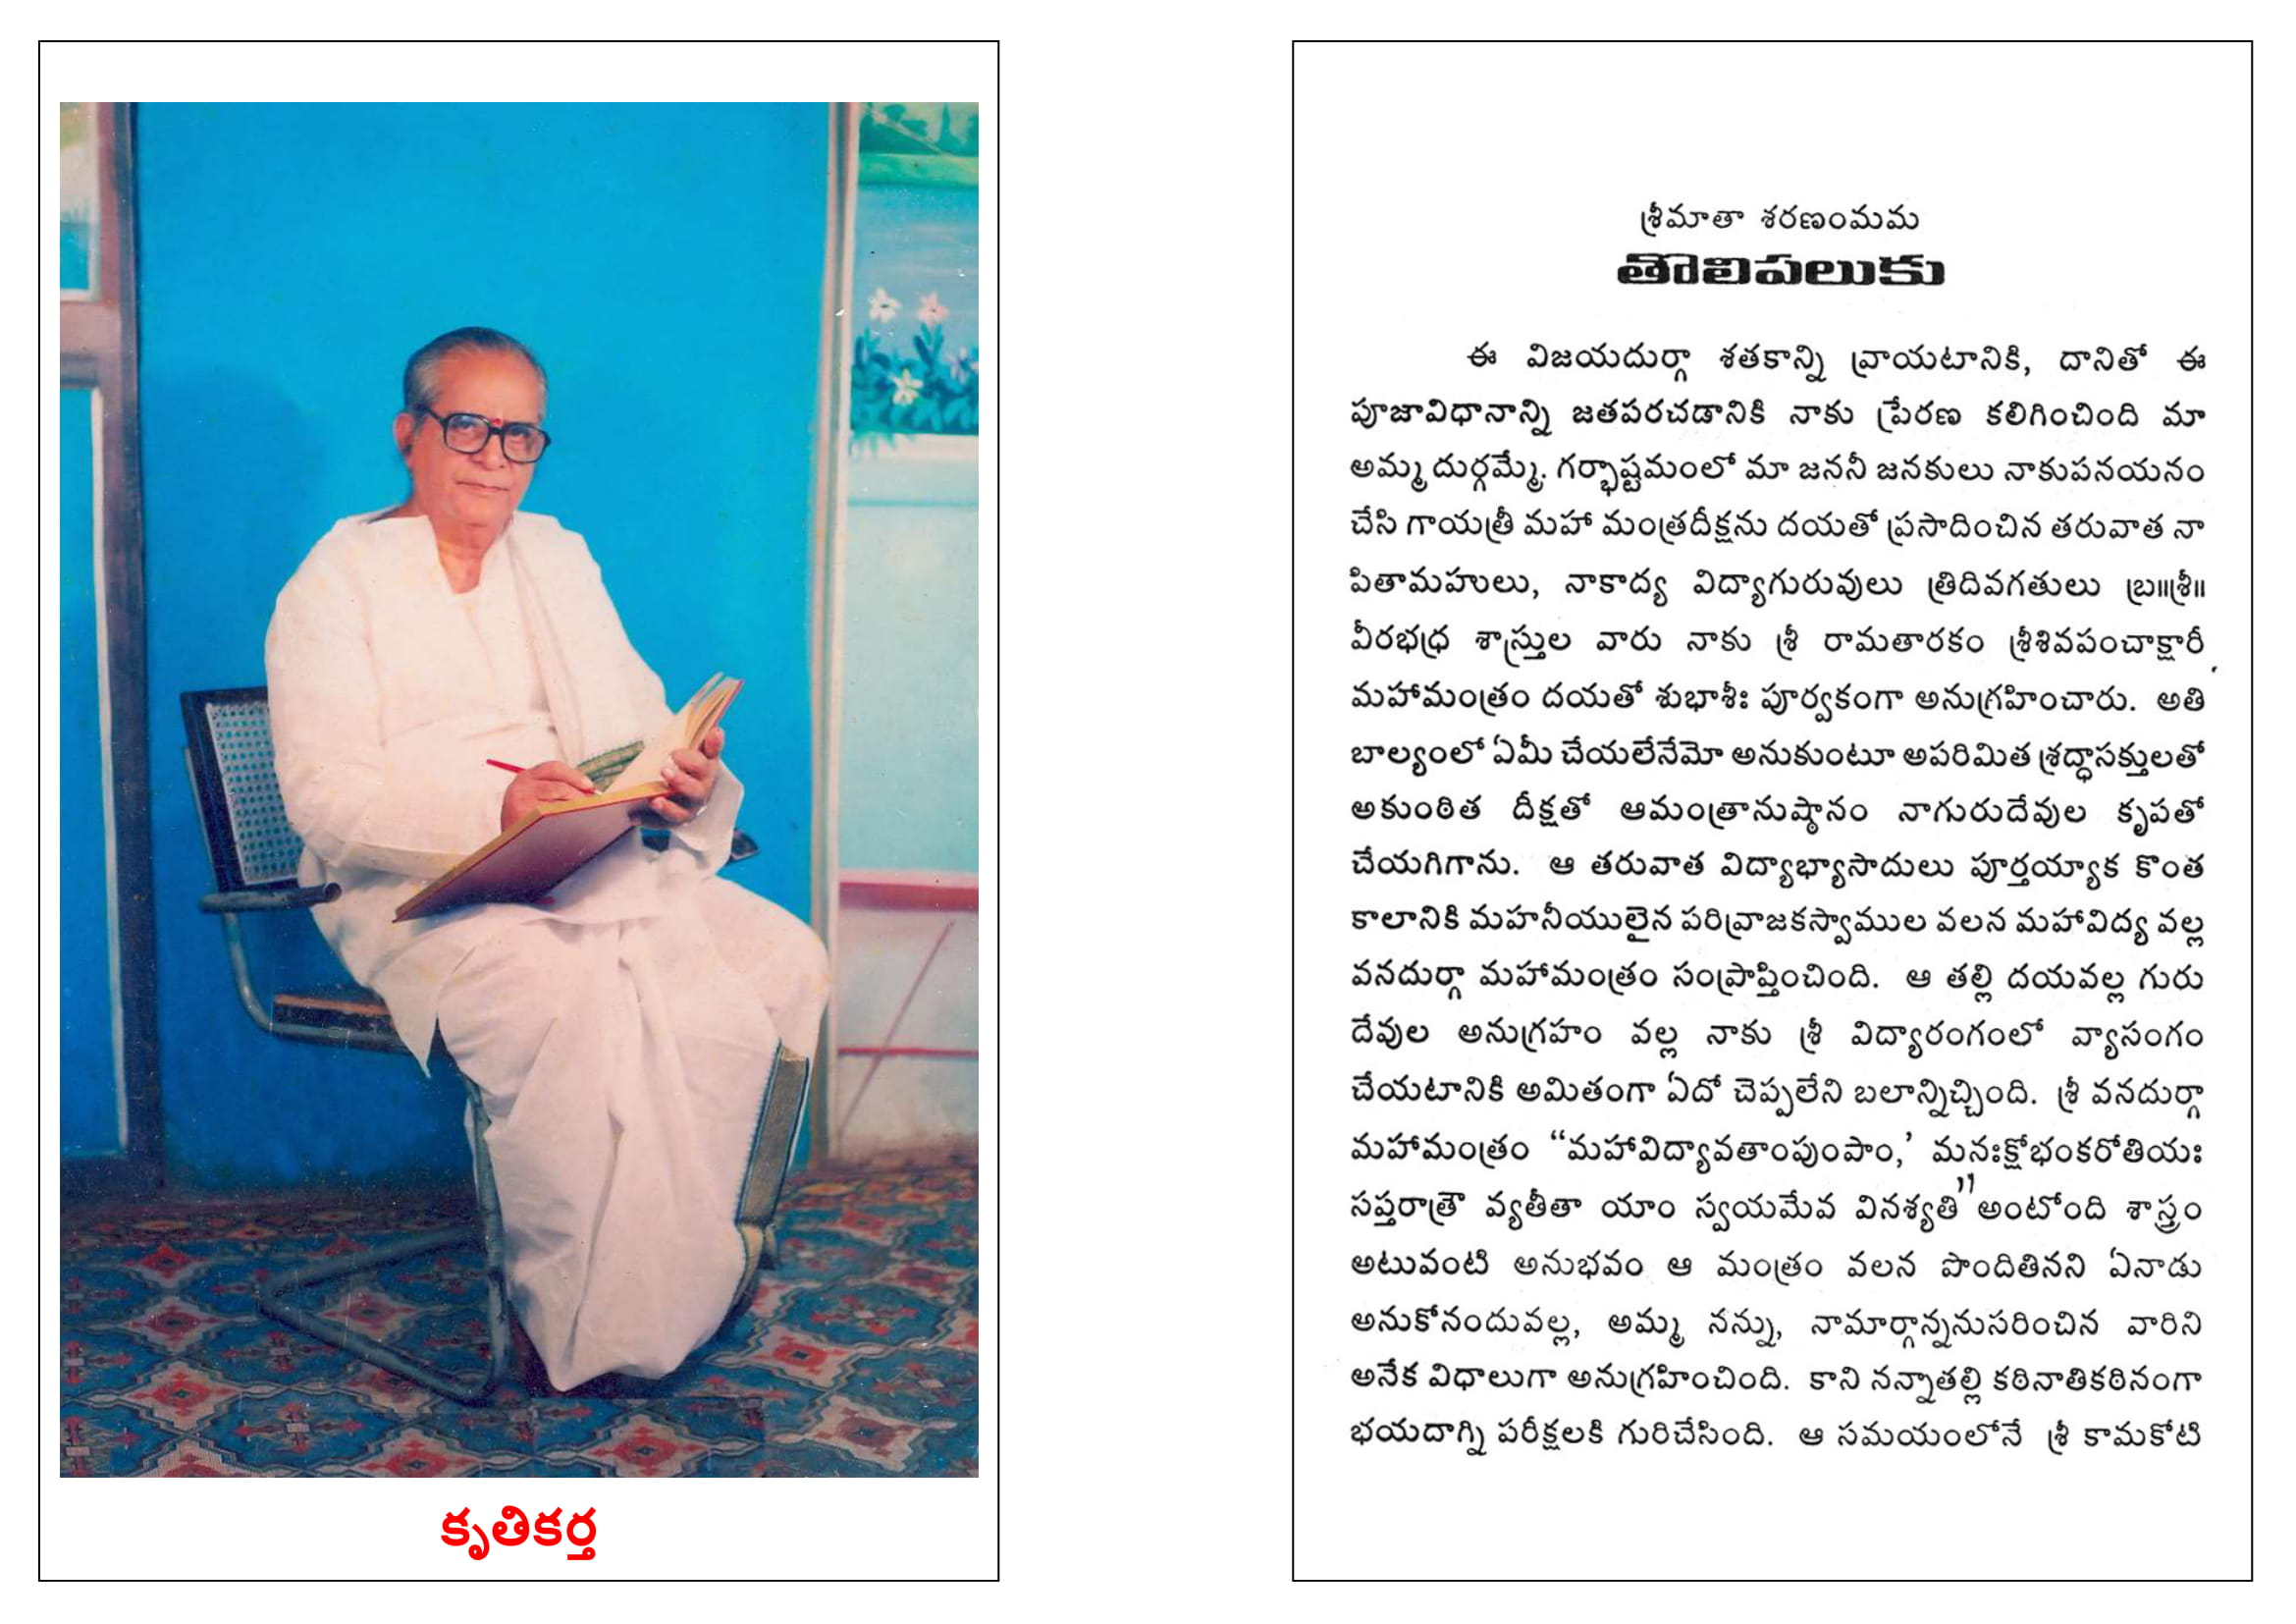 కృతికర్త
శ్రీమాతా శరణంమమ
తొలిపలుకు
ఈ విజయదుర్గా శతకాన్ని వ్రాయటానికి, దానితో ఈ
పూజావిధానాన్ని జతపరచడానికి నాకు ప్రేరణ కలిగించింది మా
అమ్మ దుర్గమ్మే. గర్భాష్టమంలో మా జననీ జనకులు నాకుపనయనం
చేసి గాయత్రీ మహా మంత్రదీక్షను దయతో ప్రసాదించిన తరువాత నా
పితామహులు, నాకాద్య విద్యాగురువులు త్రిదివగతులు బ్ర॥శ్రీ॥
వీరభధ్ర శాస్త్రుల వారు నాకు శ్రీ రామతారకం శ్రీశివపంచాక్షారీ
మహామంత్రం దయతో శుభాశీః పూర్వకంగా అనుగ్రహించారు. అతి
బాల్యంలో ఏమీ చేయలేనేమో అనుకుంటూ అపరిమిత శ్రద్ధాసక్తులతో
అకుంఠిత దీక్షతో ఆమంత్రానుష్ఠానం నాగురుదేవుల కృపతో
చేయగిగాను. ఆ తరువాత విద్యాభ్యాసాదులు పూర్తయ్యాక కొంత
కాలానికి మహనీయులైన పరివ్రాజకస్వాముల వలన మహావిద్య వల్ల
వనదుర్గా మహామంత్రం సంప్రాప్తించింది. ఆ తల్లి దయవల్ల గురు
దేవుల అనుగ్రహం వల్ల నాకు శ్రీ విద్యారంగంలో వ్యాసంగం
చేయటానికి అమితంగా ఏదో చెప్పలేని బలాన్నిచ్చింది. శ్రీ వనదుర్గా
మహామంత్రం “మహావిద్యావతాంపుంపాం,’ మనఃక్షోభంకరోతియః
సప్తరాత్రౌ వ్యతీతా యాం స్వయమేవ వినశ్యతి” అంటోంది శాస్త్రం
అటువంటి అనుభవం ఆ మంత్రం వలన పొందితినని ఏనాడు
అనుకోనందువల్ల, అమ్మ నన్ను, నామార్గాన్ననుసరించిన వారిని
అనేక విధాలుగా అనుగ్రహించింది. కాని నన్నాతల్లి కఠినాతికఠినంగా
భయదాగ్ని పరీక్షలకి గురిచేసింది. ఆ సమయంలోనే శ్రీ కామకోటి